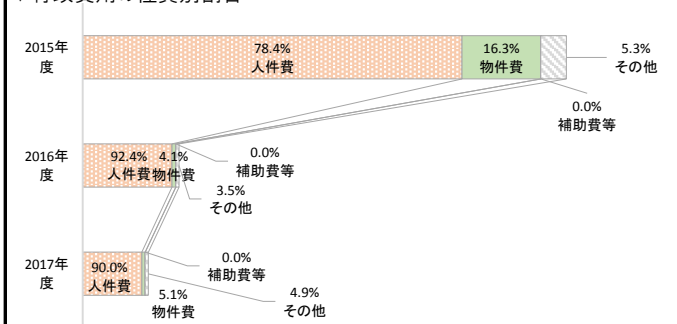 2015年
度
78.4%
人件費
16.3%
物件費
5.3%
その他
0.0%
補助費等
2016年
度
92.4%
人件費
4.1%
物件費
0.0%
補助費等
3.5%
その他
2017年
度
90.0%
人件費
5.1%
物件費
0.0%
補助費等
4.9%
その他